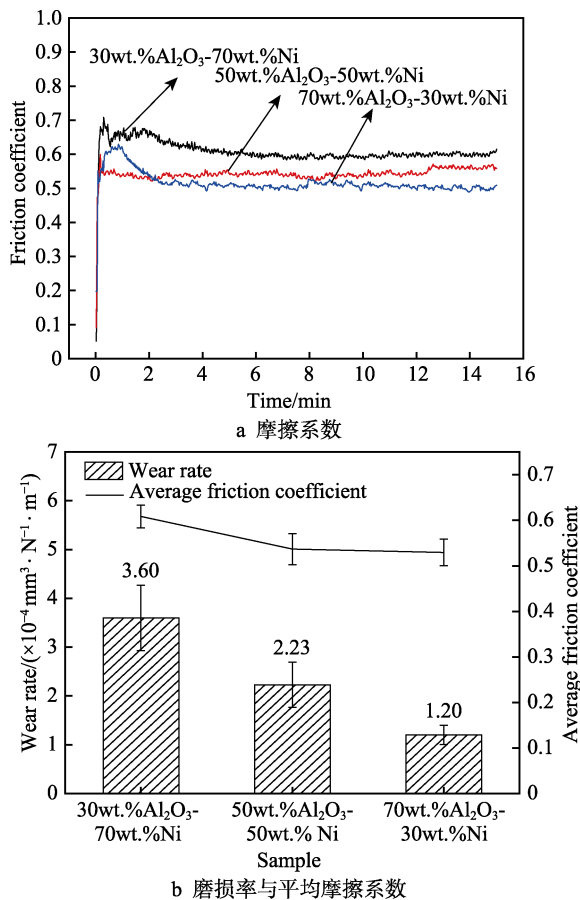 1.0
0.9
0.8
0.7
0.6
0.5
0.4
0.3
0.2
0.1
0
Friction coefficient
30wt.%Al₂O₃-70wt.%Ni
50wt.%Al₂O₃-50wt.%Ni
70wt.%Al₂O₃-30wt.%Ni
0 2 4 6 8 10 12 14 16
Time/min
a 摩擦系数
7
6
5
4
3
2
1
0
Wear rate/(×10⁻⁴mm³·N⁻¹·m⁻¹)
Wear rate
Average friction coefficient
3.60
2.23
1.20
0.7
0.6
0.5
0.4
0.3
0.2
0.1
0
Average friction coefficient
30wt.%Al₂O₃-
70wt.%Ni
50wt.%Al₂O₃-
50wt.% Ni
70wt.%Al₂O₃-
30wt.%Ni
Sample
b 磨损率与平均摩擦系数